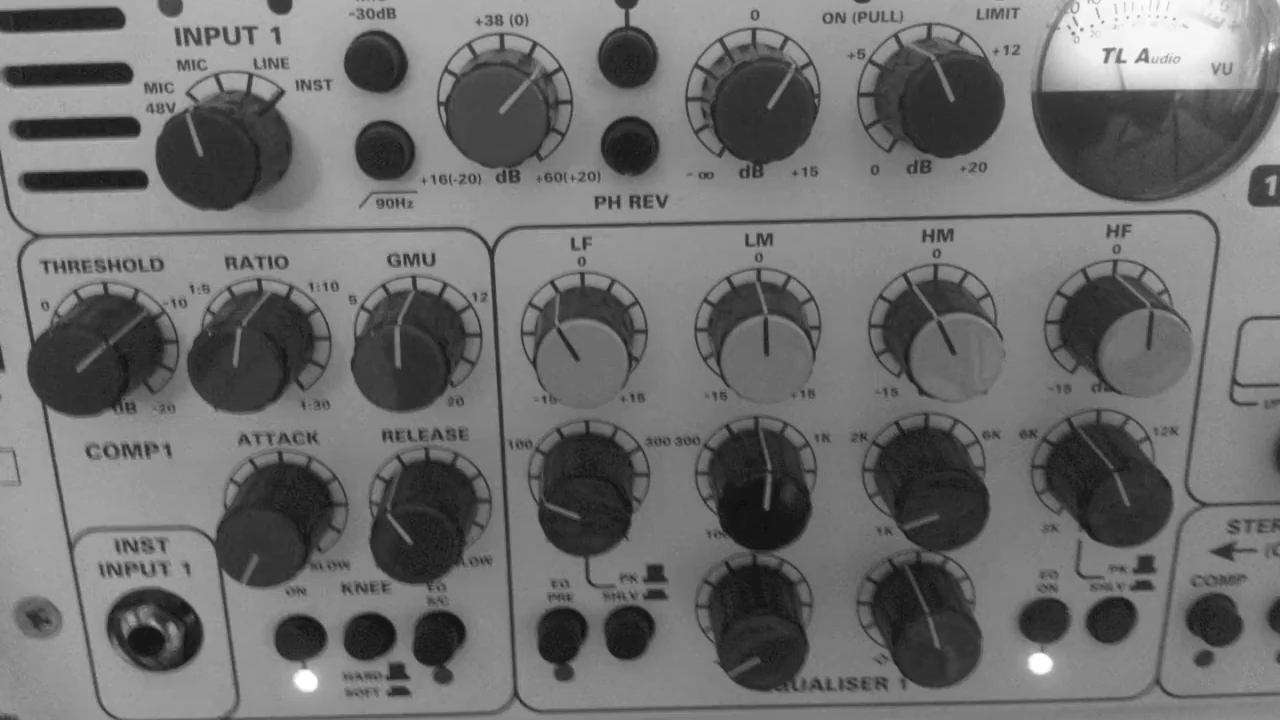 -30dB
+38 (0)
0
ON (PULL)
LIMIT
INPUT 1
MIC
LINE
MIC
48V
INST
+5
+12
TL Audio
VU
+16(-20) dB +60(+20)
- ∞ dB +15
0 dB +20
90Hz
PH REV
1
THRESHOLD
RATIO
GMU
LF
LM
HM
HF
0
0
0
0
0
-10
1:5
1:10
5
12
dB -20
1:30
20
-15 +15
-15 +15
-15
-15
COMP1
ATTACK
RELEASE
100 300
300 1K
2K 6K
6K 12K
1K
3K
SLOW
INST
INPUT 1
ON
KNEE
EQ
S/C
HARD
SOFT
EQ
PRE
PK
SHLV
EQ
ON
PK
SHLV
COMP